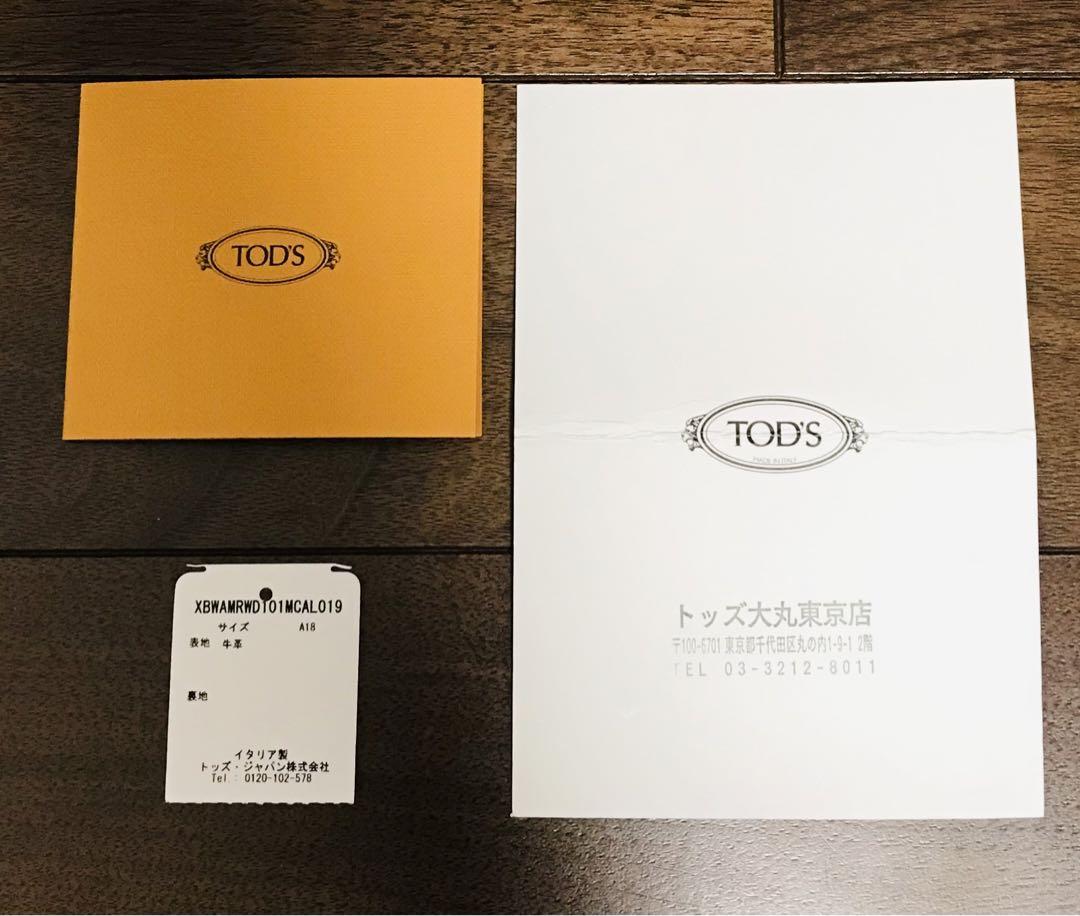 TOD'S
TOD'S
MADE IN ITALY
トッズ大丸東京店
〒100-6701 東京都千代田区丸の内1-9-1 2階
TEL 03-3212-8011
XBWAMRWD101MCAL019
サイズ A18
表地 牛革
裏地
イタリア製
トッズ・ジャパン株式会社
Tel.: 0120-102-578